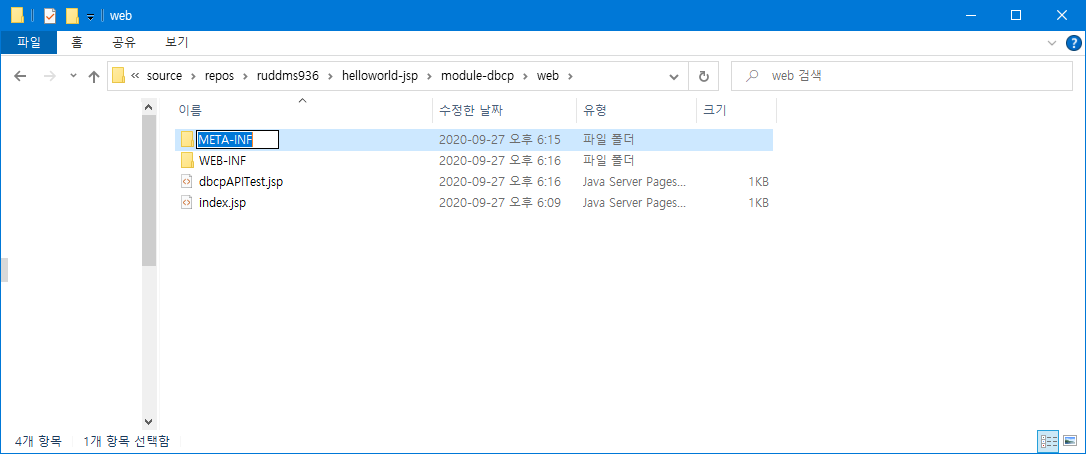 web
파일 홈 공유 보기
« source › repos › ruddms936 › helloworld-jsp › module-dbcp › web › web 검색
이름 수정한 날짜 유형 크기
META-INF 2020-09-27 오후 6:15 파일 폴더
WEB-INF 2020-09-27 오후 6:16 파일 폴더
dbcpAPITest.jsp 2020-09-27 오후 6:16 Java Server Pages... 1KB
index.jsp 2020-09-27 오후 6:09 Java Server Pages... 1KB
4개 항목 1개 항목 선택함